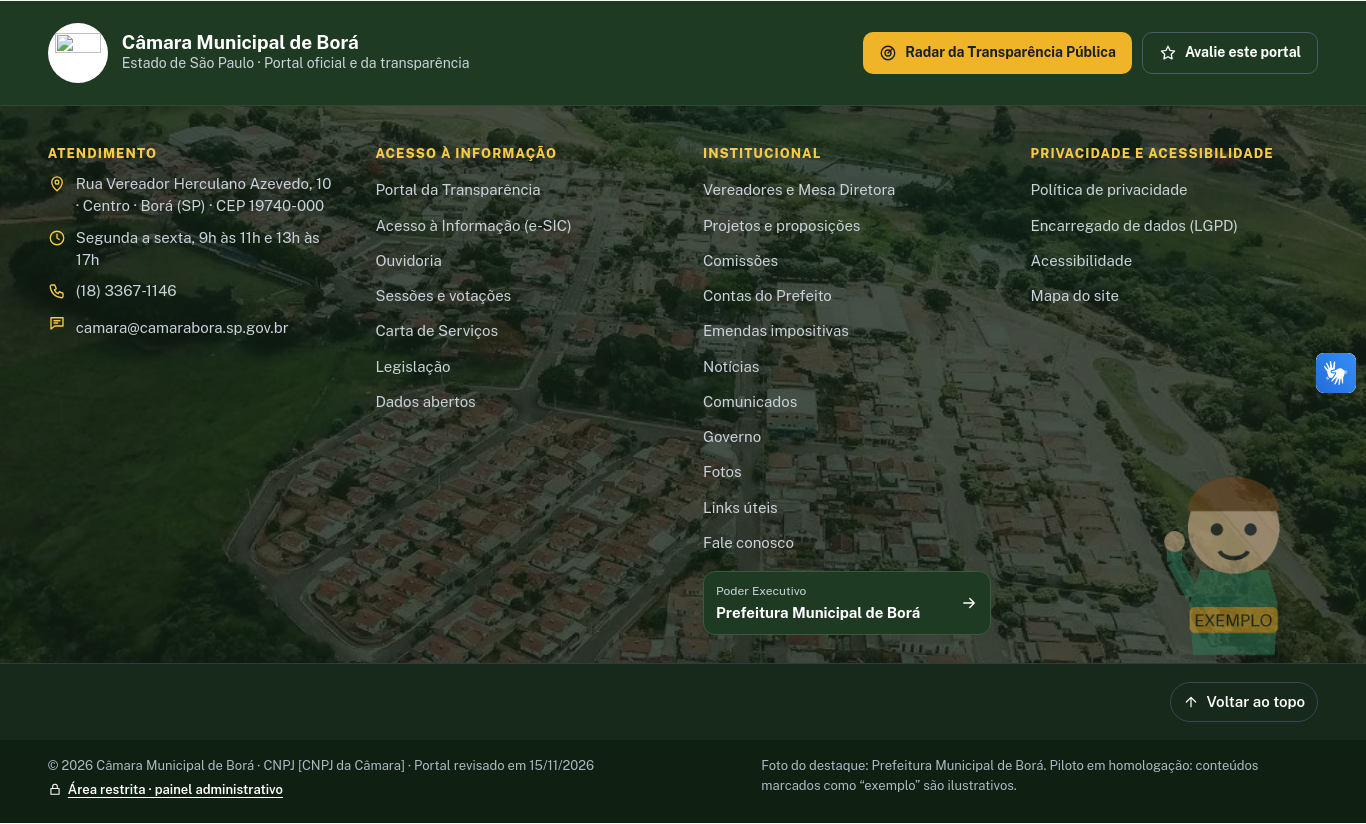 Câmara Municipal de Borá
Estado de São Paulo · Portal oficial e da transparência
Radar da Transparência Pública
Avalie este portal
ATENDIMENTO
Rua Vereador Herculano Azevedo, 10
· Centro · Borá (SP) · CEP 19740-000
Segunda a sexta, 9h às 11h e 13h às
17h
(18) 3367-1146
camara@camarabora.sp.gov.br
ACESSO À INFORMAÇÃO
Portal da Transparência
Acesso à Informação (e-SIC)
Ouvidoria
Sessões e votações
Carta de Serviços
Legislação
Dados abertos
INSTITUCIONAL
Vereadores e Mesa Diretora
Projetos e proposições
Comissões
Contas do Prefeito
Emendas impositivas
Notícias
Comunicados
Governo
Fotos
Links úteis
Fale conosco
Poder Executivo
Prefeitura Municipal de Borá
PRIVACIDADE E ACESSIBILIDADE
Política de privacidade
Encarregado de dados (LGPD)
Acessibilidade
Mapa do site
EXEMPLO
Voltar ao topo
© 2026 Câmara Municipal de Borá · CNPJ [CNPJ da Câmara] · Portal revisado em 15/11/2026
Área restrita · painel administrativo
Foto do destaque: Prefeitura Municipal de Borá. Piloto em homologação: conteúdos
marcados como “exemplo” são ilustrativos.